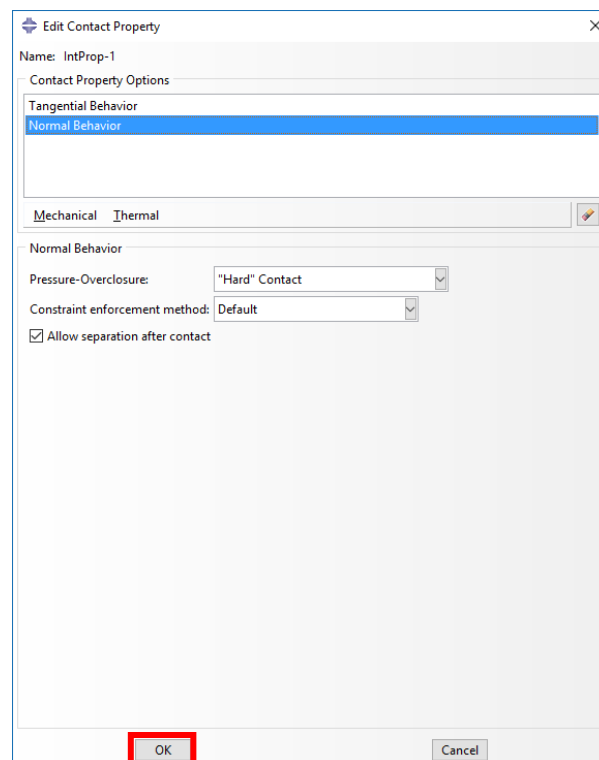 Edit Contact Property
Name: IntProp-1
Contact Property Options
Tangential Behavior
Normal Behavior
Mechanical Thermal
Normal Behavior
Pressure-Overclosure: "Hard" Contact
Constraint enforcement method: Default
Allow separation after contact
OK Cancel